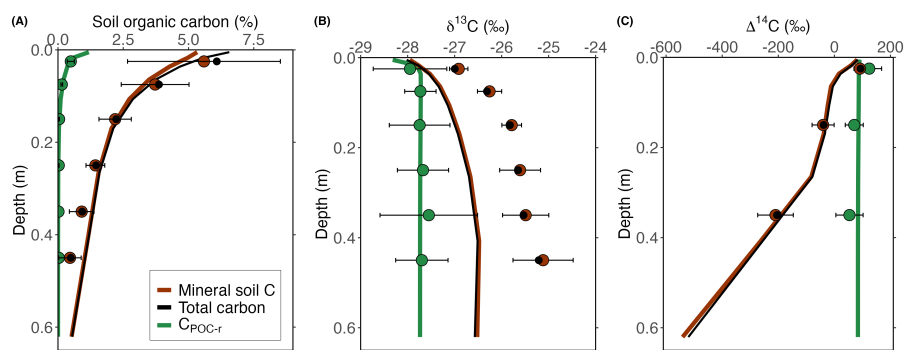 (A) Soil organic carbon (%)
0.0 2.5 5.0 7.5
0.0
0.2
0.4
0.6
Depth (m)
Mineral soil C
Total carbon
C_POC-r
(B) δ¹³C (‰)
-29 -28 -27 -26 -25 -24
0.0
0.2
0.4
0.6
Depth (m)
(C) Δ¹⁴C (‰)
-600 -400 -200 0 200
0.0
0.2
0.4
0.6
Depth (m)